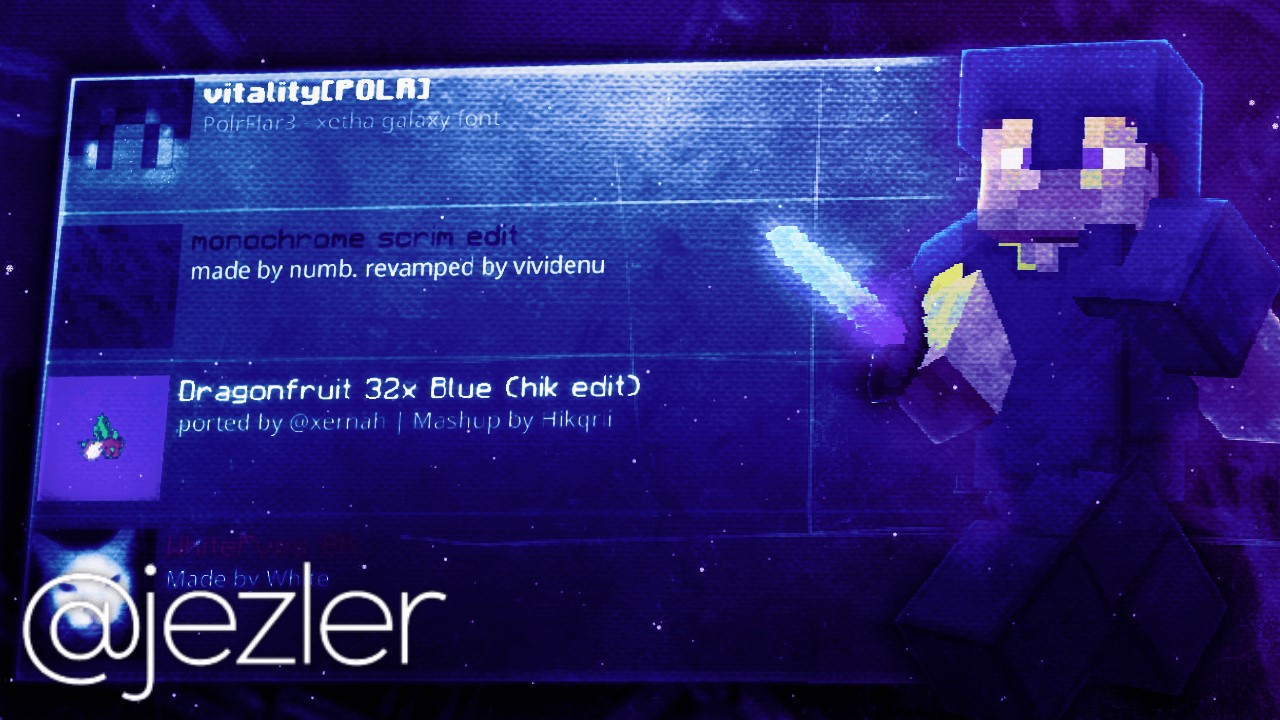 vitality[POLA]
PolrFlar3 - xetha galaxy font
monochrome scrim edit
made by numb. revamped by vividenu
Dragonfruit 32x Blue (hik edit)
ported by @xernah | Mashup by Hikqrii
Made by White
@jezler